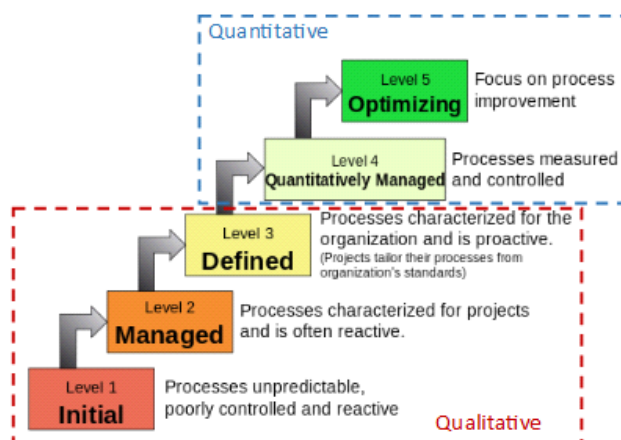 Quantitative
Level 5
Optimizing
Focus on process
improvement
Level 4
Quantitatively Managed
Processes measured
and controlled
Level 3
Defined
Processes characterized for the
organization and is proactive.
(Projects tailor their processes from
organization's standards)
Level 2
Managed
Processes characterized for projects
and is often reactive.
Level 1
Initial
Processes unpredictable,
poorly controlled and reactive
Qualitative